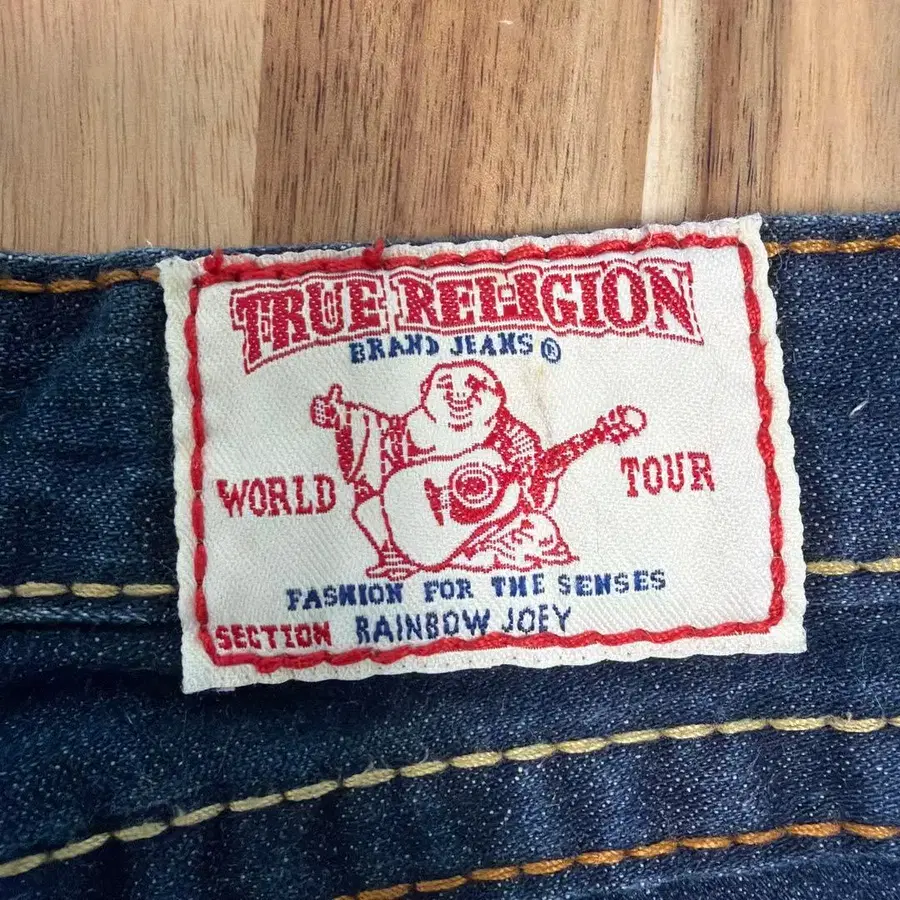 TRUE RELIGION
BRAND JEANS®
WORLD TOUR
FASHION FOR THE SENSES
SECTION RAINBOW JOEY